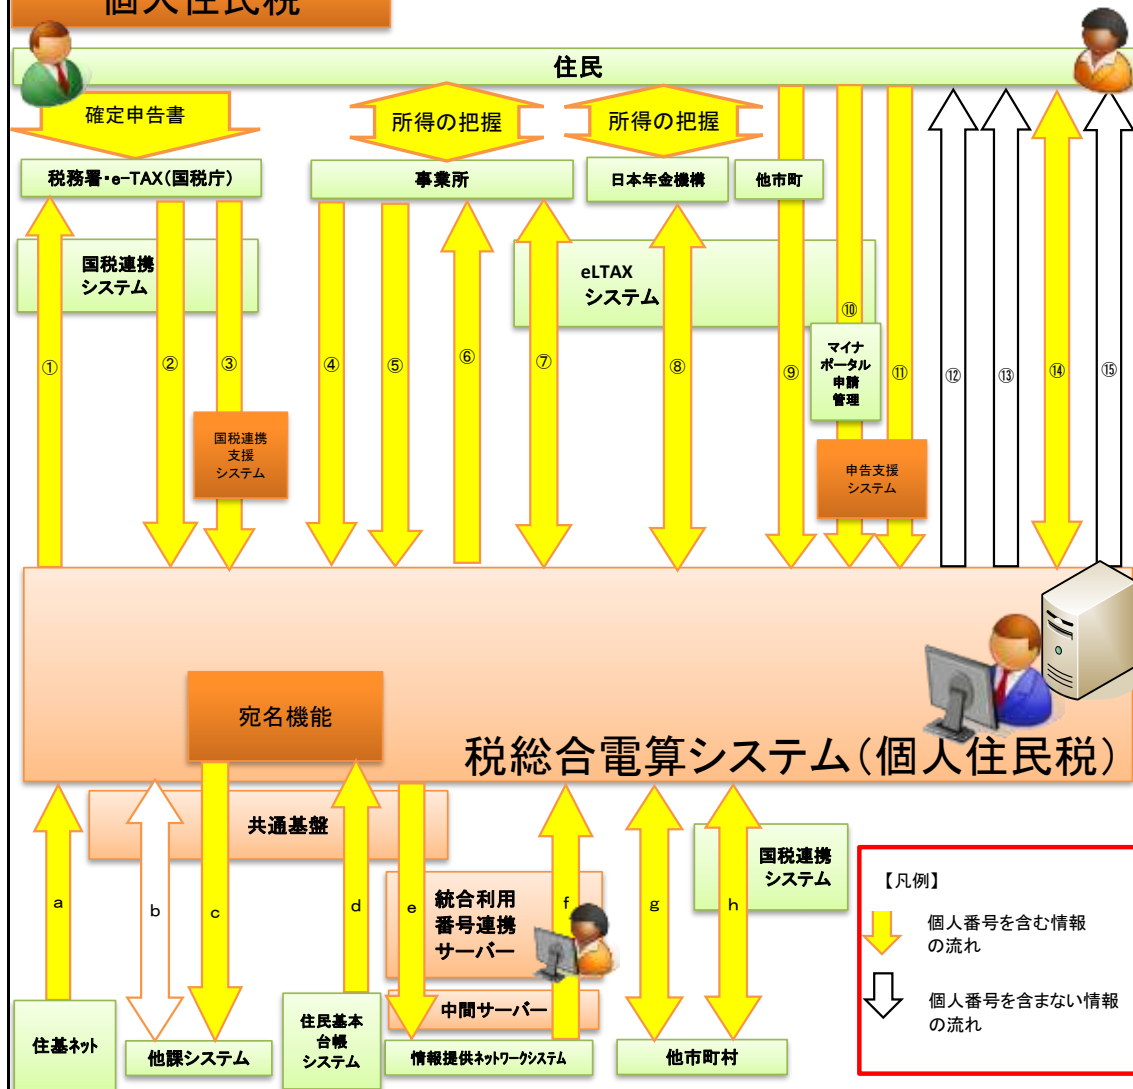 個人住民税
住民
確定申告書
所得の把握
所得の把握
税務署・e-TAX(国税庁)
事業所
日本年金機構
他市町
国税連携
システム
eLTAX
システム
①
②
③
④
⑤
⑥
⑦
⑧
⑨
⑩
⑪
⑫
⑬
⑭
⑮
マイナ
ポータル
申請
管理
国税連携
支援
システム
申告支援
システム
宛名機能
税総合電算システム(個人住民税)
共通基盤
国税連携
システム
統合利用
番号連携
サーバー
中間サーバー
a
b
c
d
e
f
g
h
住基ネット
他課システム
住民基本
台帳
システム
情報提供ネットワークシステム
他市町村
【凡例】
個人番号を含む情報
の流れ
個人番号を含まない情報
の流れ